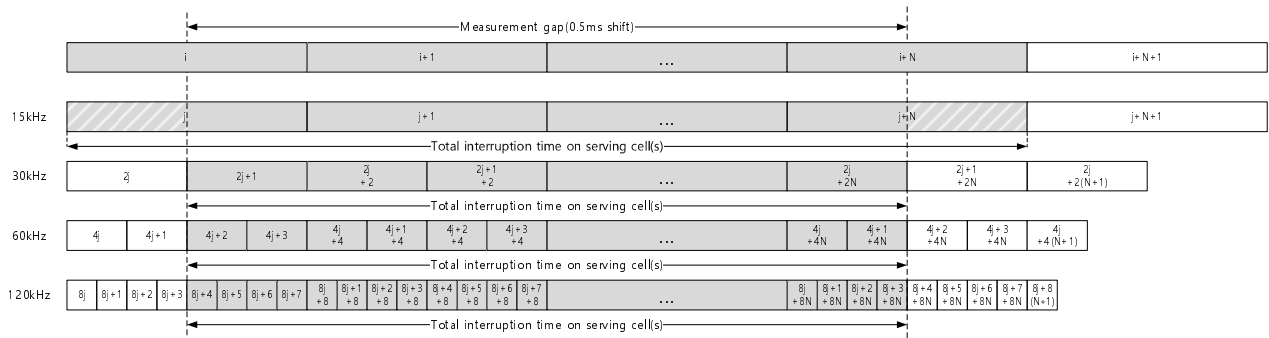 Measurement gap(0.5ms shift)
i i+1 ... i+N i+N+1
15kHz j j+1 ... j+N j+N+1
Total interruption time on serving cell(s)
30kHz 2j 2j+1 2j+2 2j+1+2 ... 2j+2N 2j+1+2N 2j+2(N+1)
Total interruption time on serving cell(s)
60kHz 4j 4j+1 4j+2 4j+3 4j+4 4j+1+4 4j+2+4 4j+3+4 ... 4j+4N 4j+1+4N 4j+2+4N 4j+3+4N 4j+4(N+1)
Total interruption time on serving cell(s)
120kHz 8j 8j+1 8j+2 8j+3 8j+4 8j+5 8j+6 8j+7 8j+8 8j+1+8 8j+2+8 8j+3+8 8j+4+8 8j+5+8 8j+6+8 8j+7+8 ... 8j+8N 8j+1+8N 8j+2+8N 8j+3+8N 8j+4+8N 8j+5+8N 8j+6+8N 8j+7+8N 8j+8(N+1)
Total interruption time on serving cell(s)